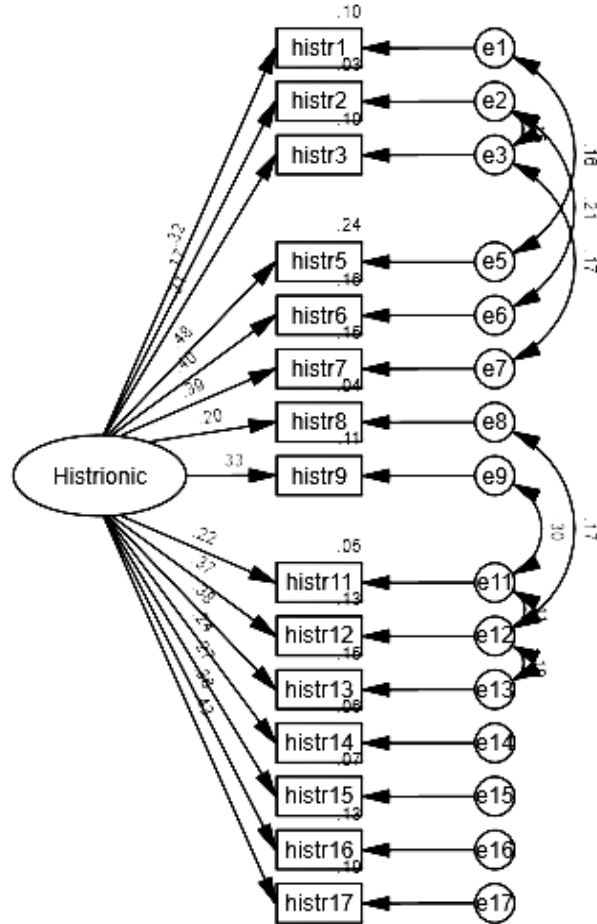 .10
histr1
e1
.03
histr2
e2
histr3
e3
.16
.21
.17
.32
.24
histr5
e5
.16
histr6
e6
.48
.40
.15
histr7
e7
.39
.04
histr8
e8
.20
.11
Histrionic
.33
histr9
e9
.30
.17
.22
.05
histr11
e11
.37
.13
histr12
e12
.38
.15
histr13
e13
.24
.06
histr14
e14
.07
histr15
e15
.13
histr16
e16
histr17
e17